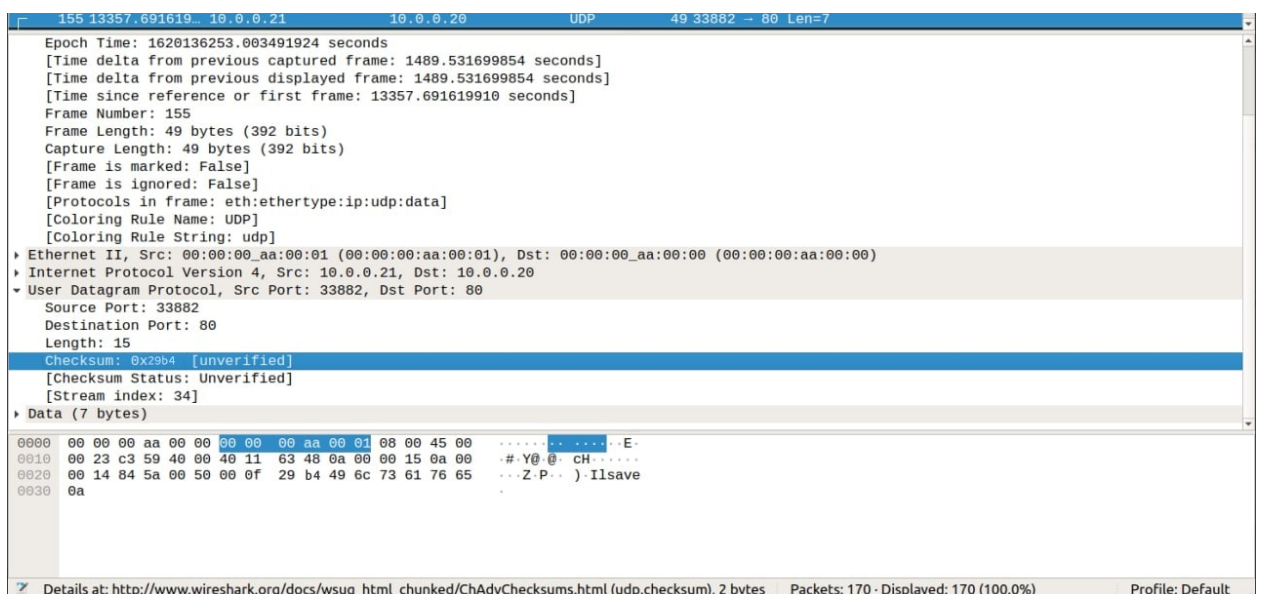 155 13357.691619… 10.0.0.21 10.0.0.20 UDP 49 33882 → 80 Len=7
Epoch Time: 1620136253.003491924 seconds
[Time delta from previous captured frame: 1489.531699854 seconds]
[Time delta from previous displayed frame: 1489.531699854 seconds]
[Time since reference or first frame: 13357.691619910 seconds]
Frame Number: 155
Frame Length: 49 bytes (392 bits)
Capture Length: 49 bytes (392 bits)
[Frame is marked: False]
[Frame is ignored: False]
[Protocols in frame: eth:ethertype:ip:udp:data]
[Coloring Rule Name: UDP]
[Coloring Rule String: udp]
Ethernet II, Src: 00:00:00_aa:00:01 (00:00:00:aa:00:01), Dst: 00:00:00_aa:00:00 (00:00:00:aa:00:00)
Internet Protocol Version 4, Src: 10.0.0.21, Dst: 10.0.0.20
User Datagram Protocol, Src Port: 33882, Dst Port: 80
Source Port: 33882
Destination Port: 80
Length: 15
Checksum: 0x29b4 [unverified]
[Checksum Status: Unverified]
[Stream index: 34]
Data (7 bytes)
0000 00 00 00 aa 00 00 00 00 00 aa 00 01 08 00 45 00 ··············E·
0010 00 23 c3 59 40 00 40 11 63 48 0a 00 00 15 0a 00 ·#·Y@·@· cH······
0020 00 14 84 5a 00 50 00 0f 29 b4 49 6c 73 61 76 65 ···Z·P·· )·Ilsave
0030 0a ·
Details at: http://www.wireshark.org/docs/wsug_html_chunked/ChAdvChecksums.html (udp.checksum), 2 bytes Packets: 170 · Displayed: 170 (100.0%) Profile: Default